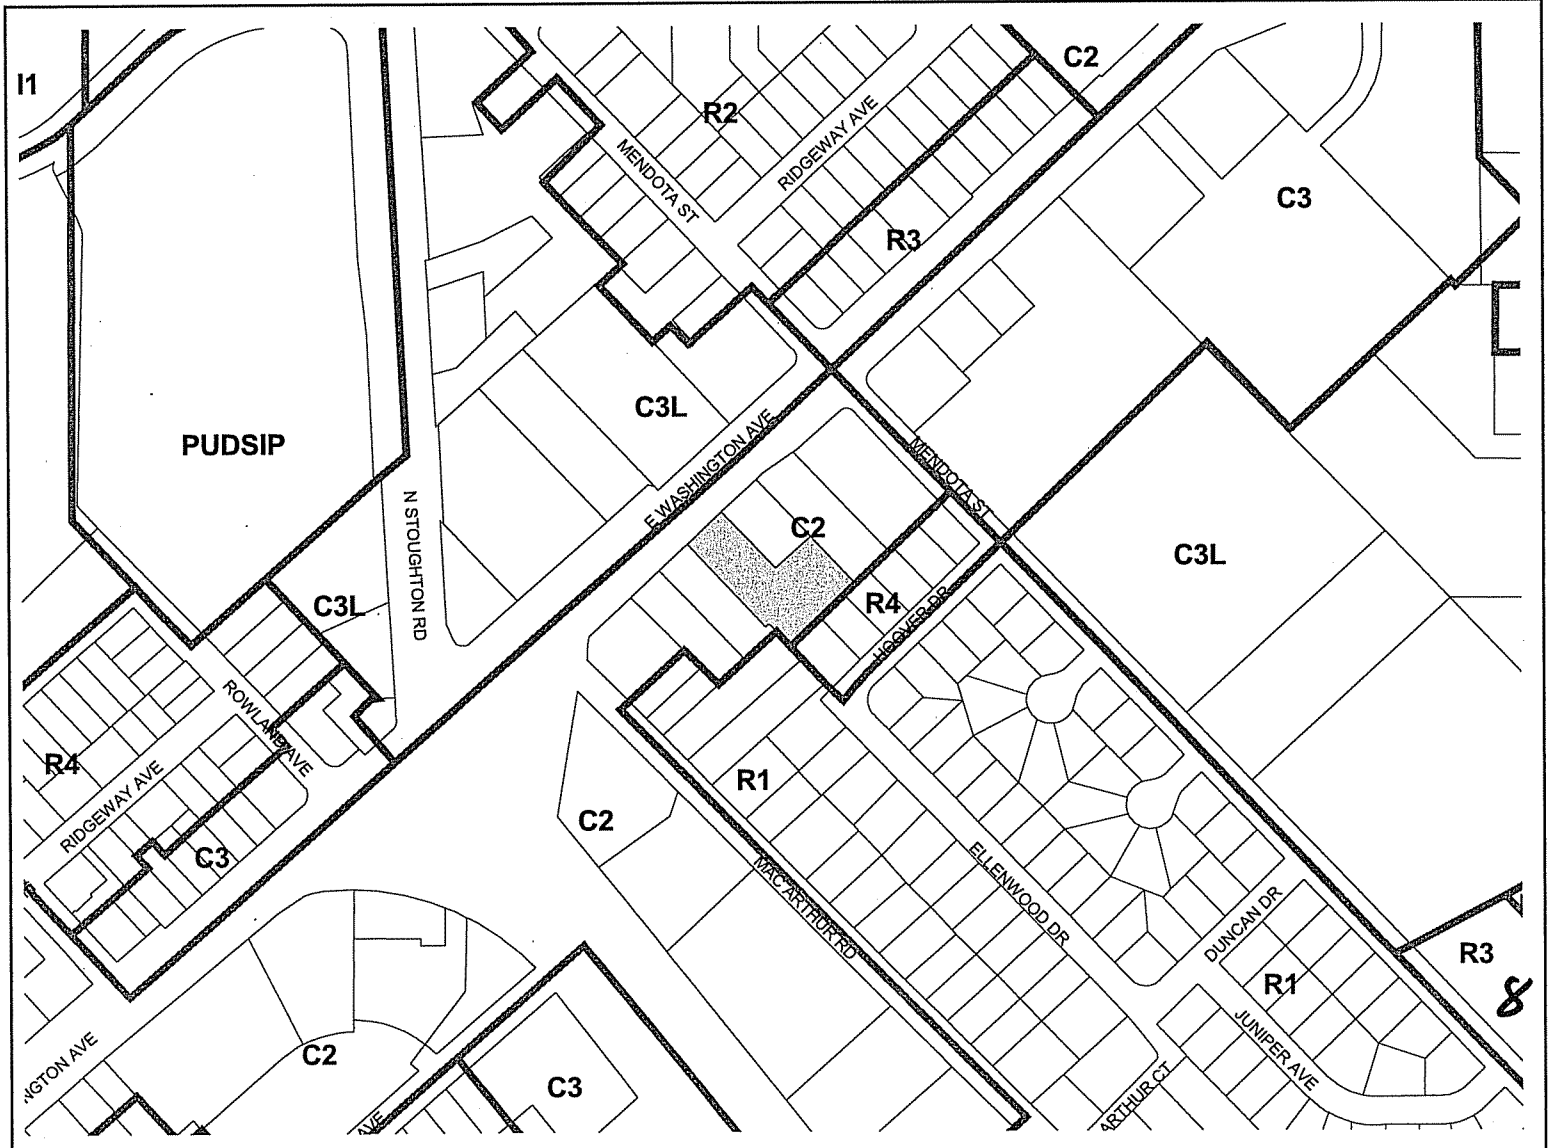 I1
C2
R2
MENDOTA ST
RIDGEWAY AVE
C3
R3
C3L
PUDSIP
E WASHINGTON AVE
MENDOTA ST
N STOUGHTON RD
C2
C3L
C3L
R4
HOOVER DR
ROWLAND AVE
R4
RIDGEWAY AVE
R1
C2
C3
MAC ARTHUR RD
ELLENWOOD DR
DUNCAN DR
R3
R1
8
JUNIPER AVE
NGTON AVE
C2
C3
ARTHUR CT
AVE